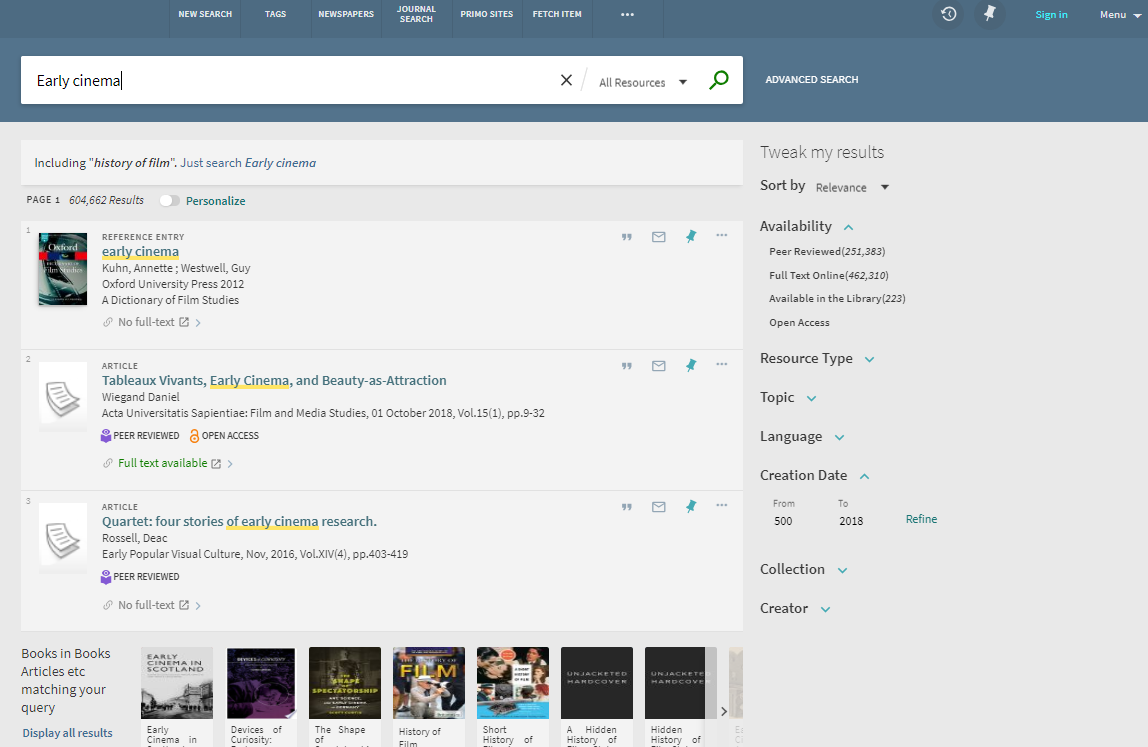 NEW SEARCH
TAGS
NEWSPAPERS
JOURNAL
SEARCH
PRIMO SITES
FETCH ITEM
Sign in
Menu
Early cinema
All Resources
ADVANCED SEARCH
Including "history of film". Just search Early cinema
PAGE 1 604,662 Results
Personalize
1
REFERENCE ENTRY
early cinema
Kuhn, Annette ; Westwell, Guy
Oxford University Press 2012
A Dictionary of Film Studies
No full-text
Oxford
Film Studies
2
ARTICLE
Tableaux Vivants, Early Cinema, and Beauty-as-Attraction
Wiegand Daniel
Acta Universitatis Sapientiae: Film and Media Studies, 01 October 2018, Vol.15(1), pp.9-32
PEER REVIEWED OPEN ACCESS
Full text available
3
ARTICLE
Quartet: four stories of early cinema research.
Rossell, Deac
Early Popular Visual Culture, Nov, 2016, Vol.XIV(4), pp.403-419
PEER REVIEWED
No full-text
Tweak my results
Sort by Relevance
Availability
Peer Reviewed(251,383)
Full Text Online(462,310)
Available in the Library(223)
Open Access
Resource Type
Topic
Language
Creation Date
From To
500 2018 Refine
Collection
Creator
Books in Books
Articles etc
matching your
query
Display all results
EARLY
CINEMA IN
SCOTLAND
THE SHAPE
OF
SPECTATORSHIP
FILM
UNJACKETED
HARDCOVER
UNJACKETED
HARDCOVER
Early
Cinema in
Devices of
Curiosity:
The Shape
of
History of
Film
Short
History of
A Hidden
History of
Hidden
History of